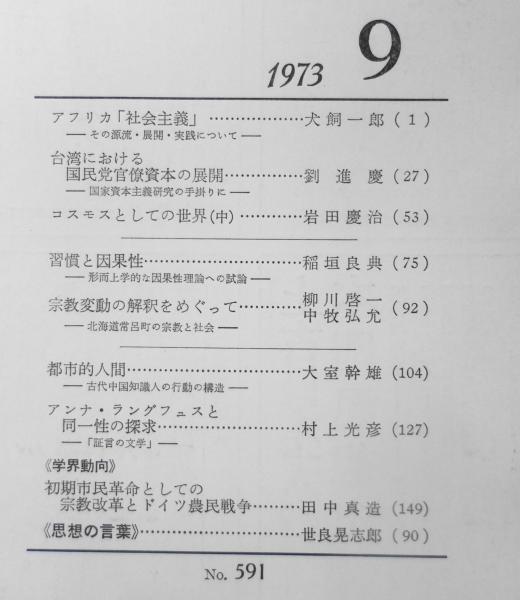 1973 9
アフリカ「社会主義」………………犬飼一郎(1)
―― その源流・展開・実践について ――
台湾における
国民党官僚資本の展開……………劉進慶(27)
―― 国家資本主義研究の手掛りに ――
コスモスとしての世界(中)…………岩田慶治(53)
習慣と因果性…………………………稲垣良典(75)
―― 形而上学的な因果性理論への試論 ――
宗教変動の解釈をめぐって…………柳川啓一 中牧弘允(92)
―― 北海道常呂町の宗教と社会 ――
都市的人間……………………………大室幹雄(104)
―― 古代中国知識人の行動の構造 ――
アンナ・ラングフュスと
同一性の探求………………………村上光彦(127)
――「証言の文学」――
《学界動向》
初期市民革命としての
宗教改革とドイツ農民戦争………田中真造(149)
《思想の言葉》…………………………世良晃志郎(90)
No. 591